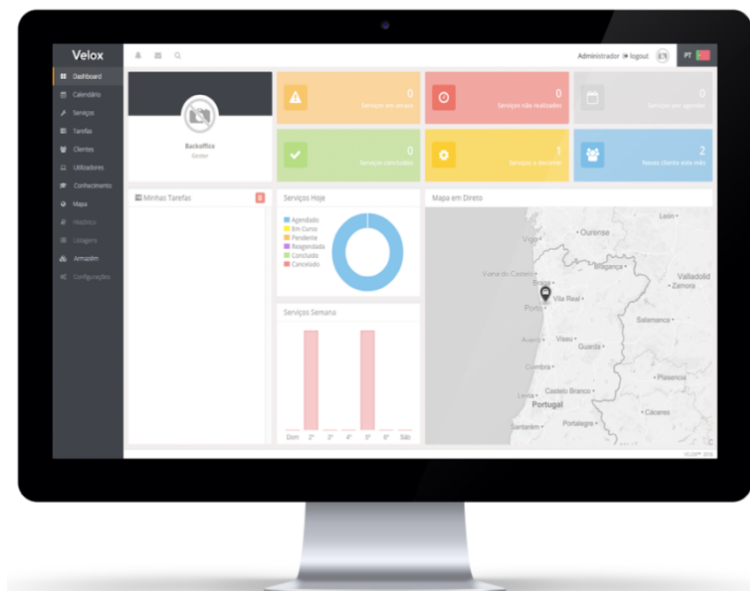 Velox
Administrador logout
PT
Dashboard
Calendário
Serviços
Tarefas
Clientes
Utilizadores
Conhecimento
Mapa
Histórico
Listagens
Armazém
Configurações
Backoffice
Gestor
0
Serviços em atraso
0
Serviços não realizados
0
Serviços por agendar
0
Serviços concluídos
1
Serviços a decorrer
2
Novos cliente este mês
Minhas Tarefas
0
Serviços Hoje
Agendado
Em Curso
Pendente
Reagendada
Concluido
Cancelado
Serviços Semana
Dom 2ª 3ª 4ª 5ª 6ª Sáb
Mapa em Direto
León
Ourense
Vigo
Viana do Castelo
Bragança
Braga
Valladolid
Zamora
Vila Real
Porto
Salamanca
Aveiro
Viseu
Guarda
Coimbra
Plasencia
Castelo Branco
Leiria
Portugal
Cáceres
Santarém
Portalegre